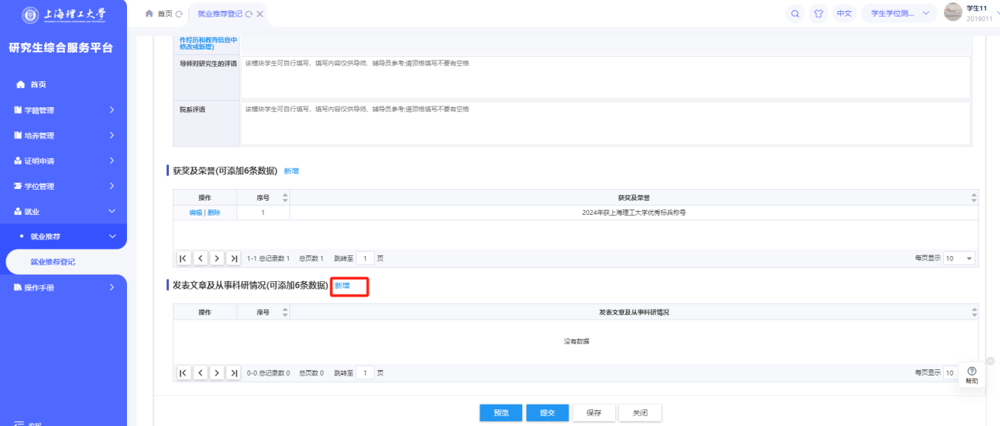 上海理工大学
首页
就业推荐登记
中文
学生学位测...
学生11
2019011
研究生综合服务平台
首页
学籍管理
培养管理
证明申请
学位管理
就业
就业推荐
就业推荐登记
操作手册
收起
作经历和教育信息中
修改或新增)
导师对研究生的评语
该模块学生可自行填写，填写内容仅供导师、辅导员参考;请顶格填写不要有空格
院系评语
该模块学生可自行填写，填写内容仅供导师、辅导员参考;请顶格填写不要有空格
获奖及荣誉(可添加6条数据) 新增
操作 序号 获奖及荣誉
编辑 | 删除 1 2024年获上海理工大学优秀标兵称号
1-1 总记录数 1 总页数 1 跳转至 1 页 每页显示 10
发表文章及从事科研情况(可添加6条数据) 新增
操作 序号 发表文章及从事科研情况
没有数据
0-0 总记录数 0 总页数 0 跳转至 1 页 每页显示 10
帮助
预览 提交 保存 关闭